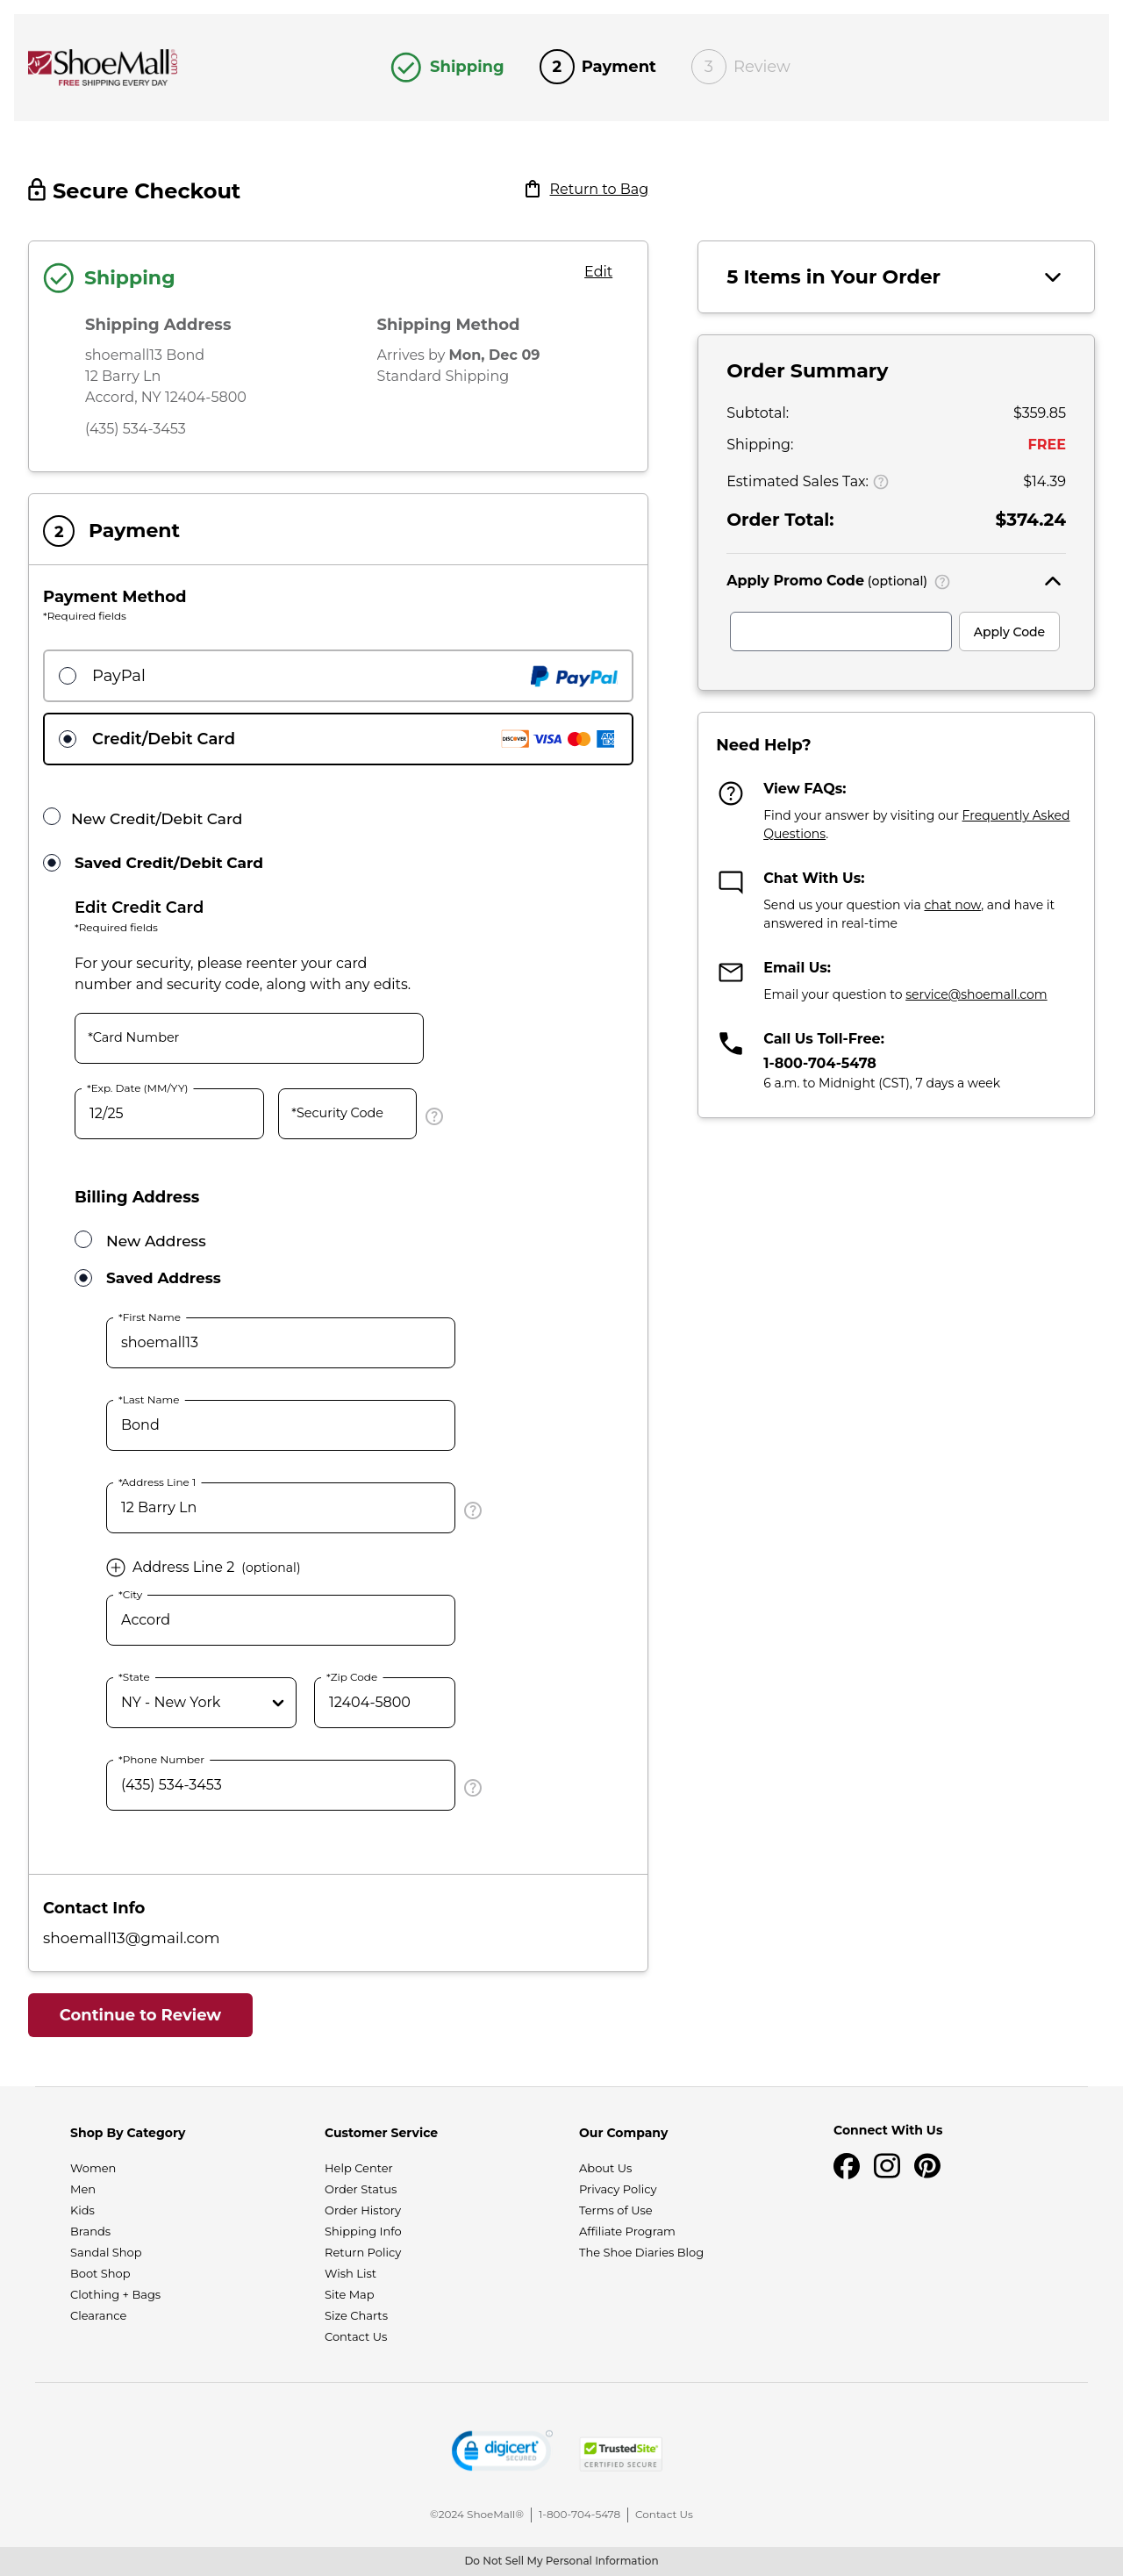 ShoeMall.com
FREE SHIPPING EVERY DAY
Shipping
2 Payment
3 Review
Secure Checkout
Return to Bag
Shipping
Edit
Shipping Address
shoemall13 Bond
12 Barry Ln
Accord, NY 12404-5800
(435) 534-3453
Shipping Method
Arrives by Mon, Dec 09
Standard Shipping
2 Payment
Payment Method
*Required fields
PayPal
PayPal
Credit/Debit Card
DISCOVER VISA AM EX
New Credit/Debit Card
Saved Credit/Debit Card
Edit Credit Card
*Required fields
For your security, please reenter your card
number and security code, along with any edits.
*Card Number
*Exp. Date (MM/YY)
12/25
*Security Code
?
Billing Address
New Address
Saved Address
*First Name
shoemall13
*Last Name
Bond
*Address Line 1
12 Barry Ln
?
Address Line 2 (optional)
*City
Accord
*State
NY - New York
*Zip Code
12404-5800
*Phone Number
(435) 534-3453
?
Contact Info
shoemall13@gmail.com
Continue to Review
5 Items in Your Order
Order Summary
Subtotal: $359.85
Shipping: FREE
Estimated Sales Tax: ? $14.39
Order Total: $374.24
Apply Promo Code (optional) ?
Apply Code
Need Help?
?
View FAQs:
Find your answer by visiting our Frequently Asked
Questions.
Chat With Us:
Send us your question via chat now, and have it
answered in real-time
Email Us:
Email your question to service@shoemall.com
Call Us Toll-Free:
1-800-704-5478
6 a.m. to Midnight (CST), 7 days a week
Shop By Category
Women
Men
Kids
Brands
Sandal Shop
Boot Shop
Clothing + Bags
Clearance
Customer Service
Help Center
Order Status
Order History
Shipping Info
Return Policy
Wish List
Site Map
Size Charts
Contact Us
Our Company
About Us
Privacy Policy
Terms of Use
Affiliate Program
The Shoe Diaries Blog
Connect With Us
digicert
SECURED
TrustedSite
CERTIFIED SECURE
©2024 ShoeMall® | 1-800-704-5478 | Contact Us
Do Not Sell My Personal Information